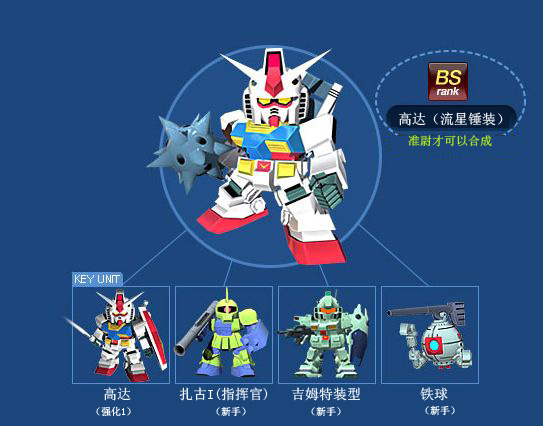 BS
rank
高达（流星锤装）
准尉才可以合成
KEY UNIT
高达
（强化1）
扎古I(指挥官)
（新手）
吉姆特装型
（新手）
铁球
（新手）